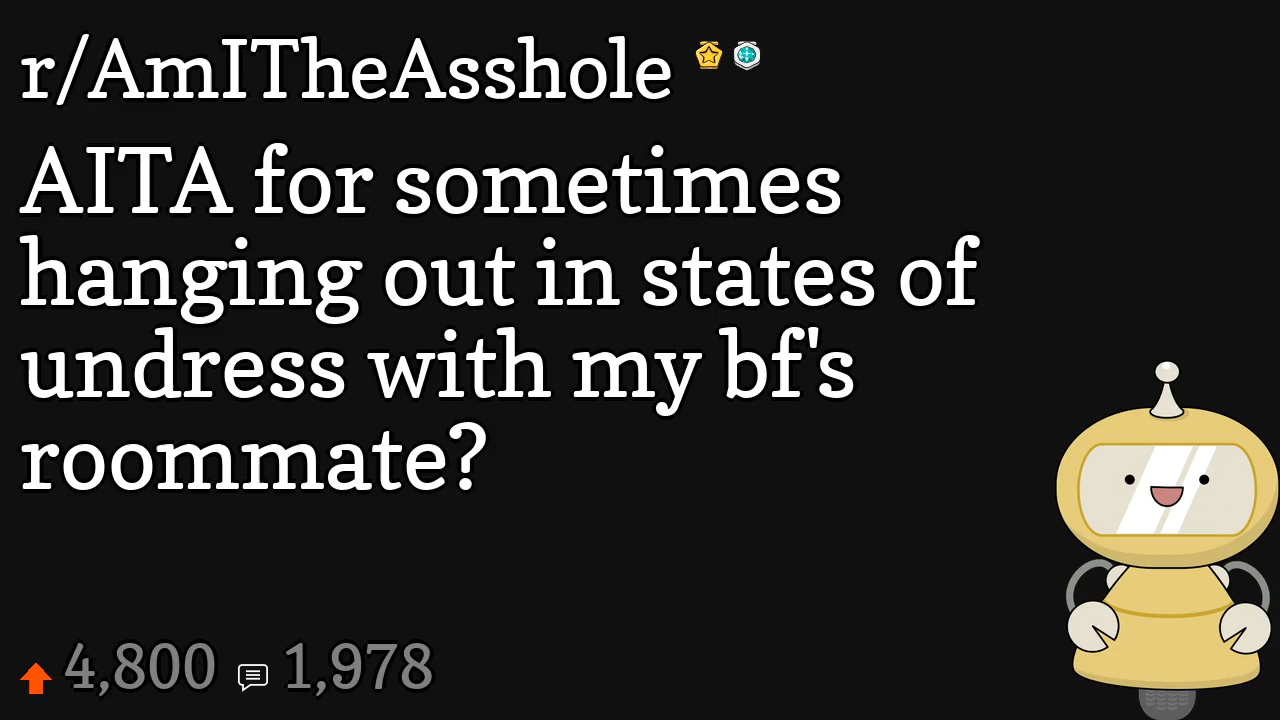 r/AmITheAsshole
AITA for sometimes
hanging out in states of
undress with my bf's
roommate?
4,800 1,978